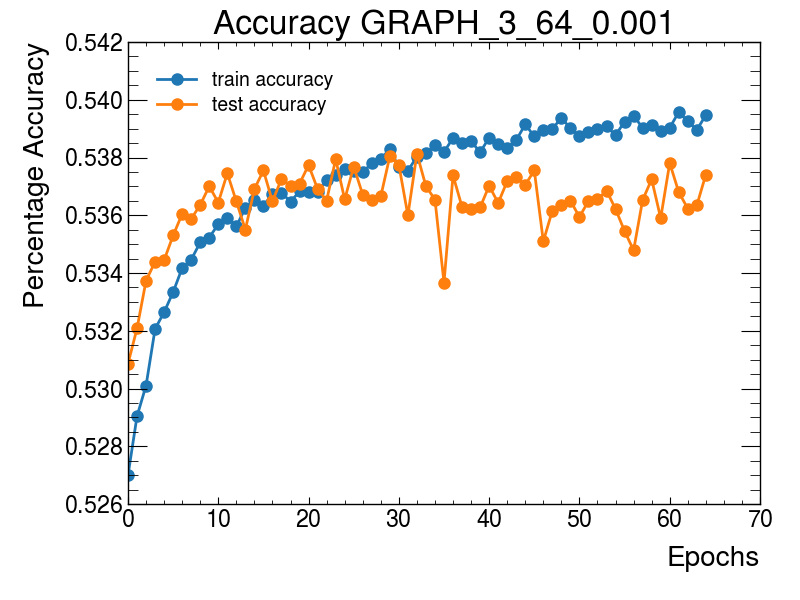 Accuracy GRAPH_3_64_0.001
Percentage Accuracy
0.542
0.540
0.538
0.536
0.534
0.532
0.530
0.528
0.526
train accuracy
test accuracy
0 10 20 30 40 50 60 70
Epochs